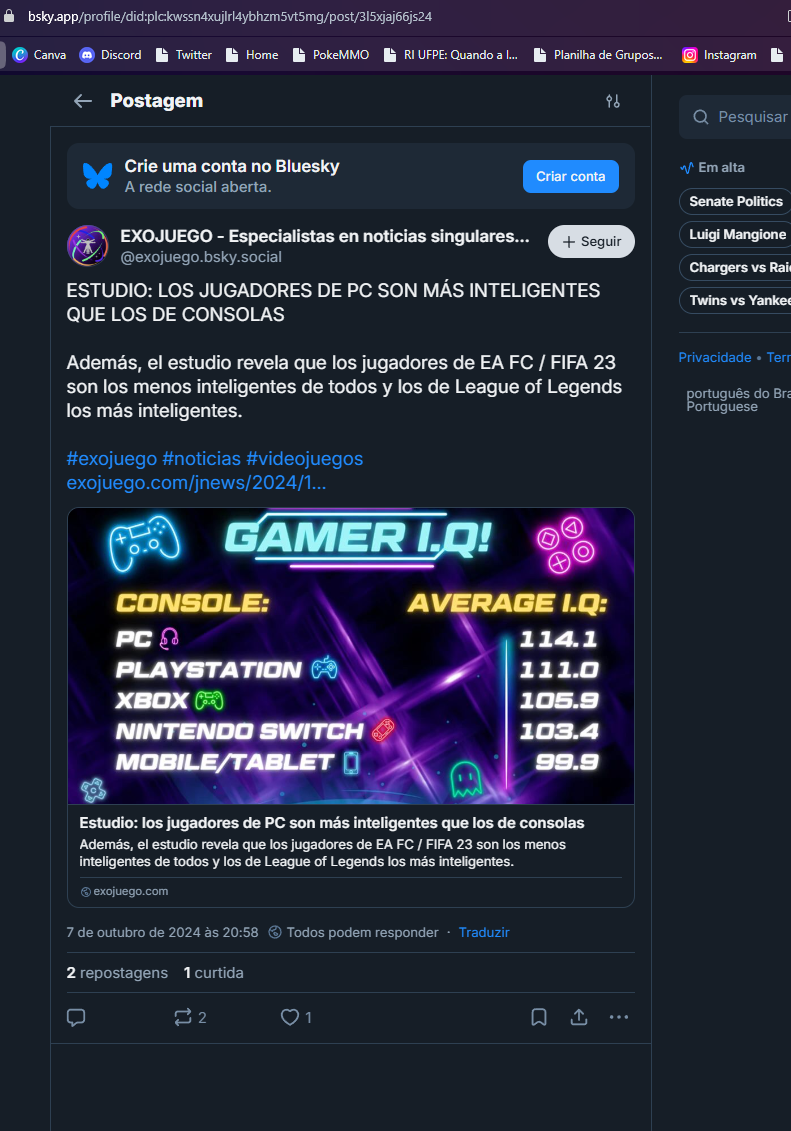 bsky.app/profile/did:plc:kwssn4xujlrl4ybhzm5vt5mg/post/3l5xjaj66js24
Canva Discord Twitter Home PokeMMO RI UFPE: Quando a l... Planilha de Grupos... Instagram
Postagem
Pesquisar
Crie uma conta no Bluesky
A rede social aberta.
Criar conta
Em alta
Senate Politics
Luigi Mangione
Chargers vs Raid
Twins vs Yankee
Privacidade • Term
português do Bra
Portuguese
EXOJUEGO - Especialistas en noticias singulares...
@exojuego.bsky.social
+ Seguir
ESTUDIO: LOS JUGADORES DE PC SON MÁS INTELIGENTES
QUE LOS DE CONSOLAS
Además, el estudio revela que los jugadores de EA FC / FIFA 23
son los menos inteligentes de todos y los de League of Legends
los más inteligentes.
#exojuego #noticias #videojuegos
exojuego.com/jnews/2024/1...
GAMER I.Q!
CONSOLE: AVERAGE I.Q:
PC 114.1
PLAYSTATION 111.0
XBOX 105.9
NINTENDO SWITCH 103.4
MOBILE/TABLET 99.9
Estudio: los jugadores de PC son más inteligentes que los de consolas
Además, el estudio revela que los jugadores de EA FC / FIFA 23 son los menos
inteligentes de todos y los de League of Legends los más inteligentes.
exojuego.com
7 de outubro de 2024 às 20:58 Todos podem responder · Traduzir
2 repostagens 1 curtida
2 1